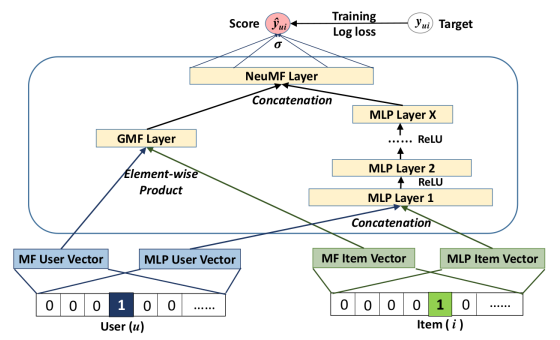 Score ŷui Training yui Target
Log loss
σ
NeuMF Layer
Concatenation
MLP Layer X
GMF Layer
...... ReLU
Element-wise
Product
MLP Layer 2
ReLU
MLP Layer 1
Concatenation
MF User Vector MLP User Vector MF Item Vector MLP Item Vector
0 0 0 1 0 0 ...... 0 0 0 0 1 0 ......
User (u) Item ( i )